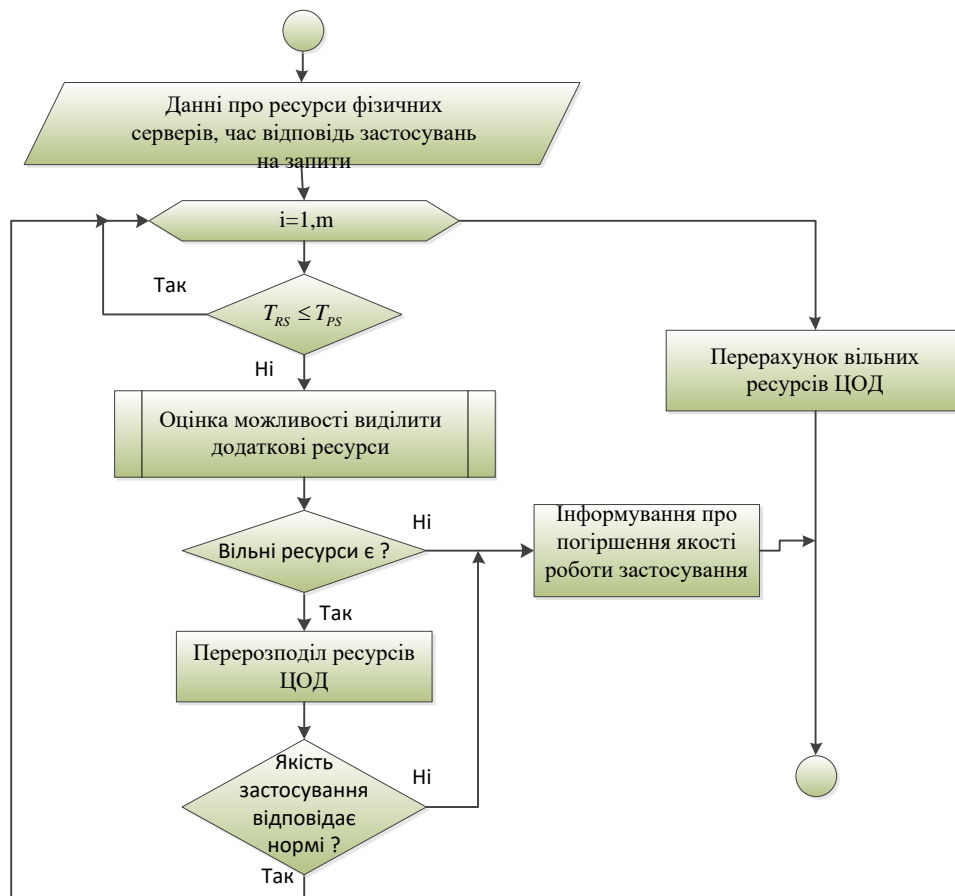 Данні про ресурси фізичних
серверів, час відповідь застосувань
на запити
i=1,m
Так
T_RS ≤ T_PS
Ні
Перерахунок вільних
ресурсів ЦОД
Оцінка можливості виділити
додаткові ресурси
Ні
Вільні ресурси є ?
Інформування про
погіршення якості
роботи застосування
Так
Перерозподіл ресурсів
ЦОД
Якість
застосування
відповідає
нормі ?
Ні
Так